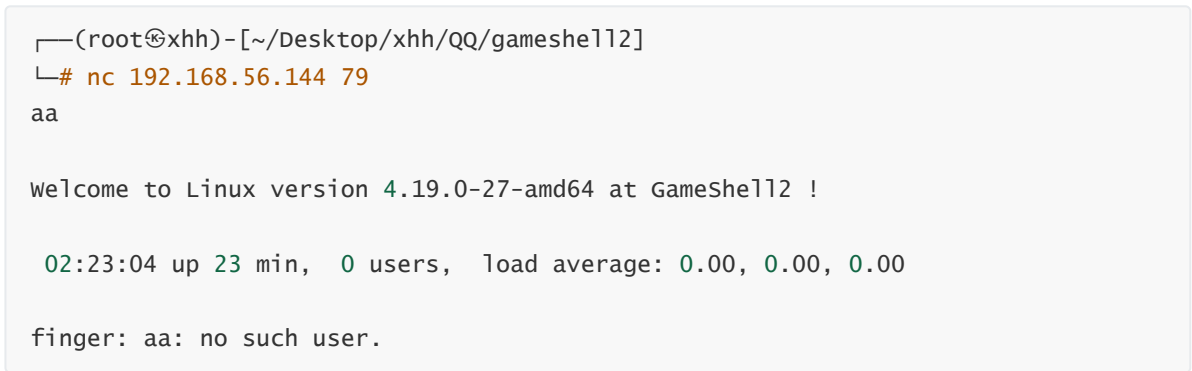 ┌──(root㉿xhh)-[~/Desktop/xhh/QQ/gameshell2]
└─# nc 192.168.56.144 79
aa
Welcome to Linux version 4.19.0-27-amd64 at GameShell2 !
02:23:04 up 23 min,  0 users,  load average: 0.00, 0.00, 0.00
finger: aa: no such user.